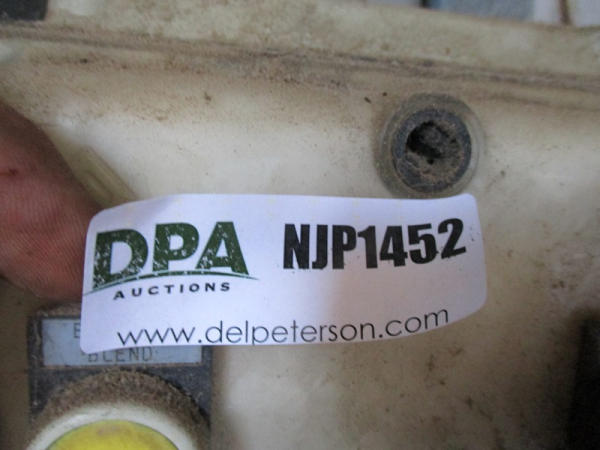 DPA
AUCTIONS
NJP1452
www.delpeterson.com
BLEND